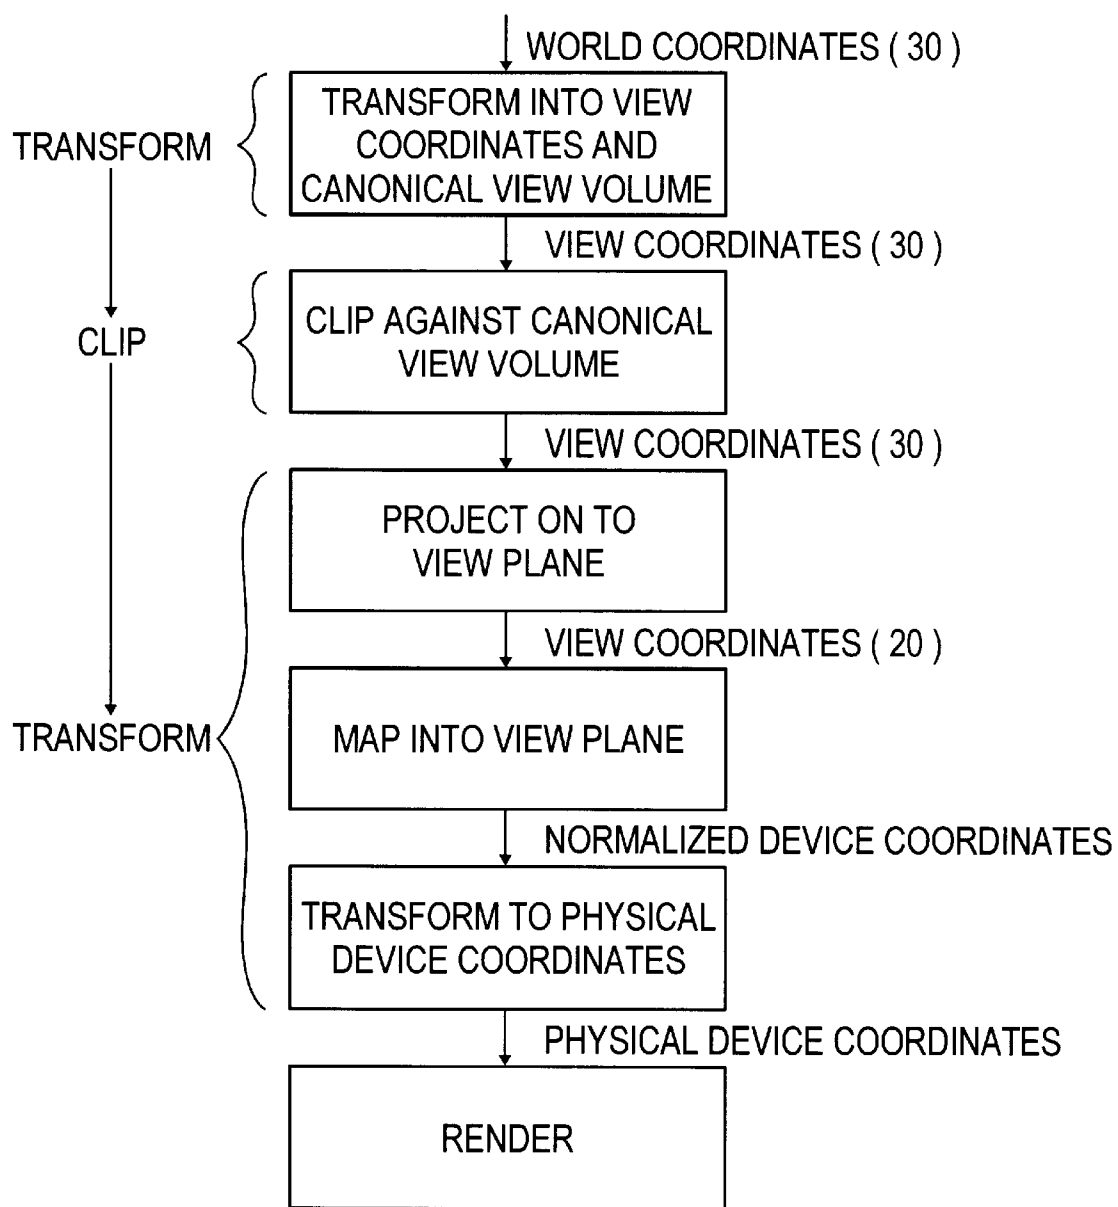 WORLD COORDINATES ( 30 )
TRANSFORM
TRANSFORM INTO VIEW
COORDINATES AND
CANONICAL VIEW VOLUME
VIEW COORDINATES ( 30 )
CLIP
CLIP AGAINST CANONICAL
VIEW VOLUME
VIEW COORDINATES ( 30 )
PROJECT ON TO
VIEW PLANE
VIEW COORDINATES ( 20 )
TRANSFORM
MAP INTO VIEW PLANE
NORMALIZED DEVICE COORDINATES
TRANSFORM TO PHYSICAL
DEVICE COORDINATES
PHYSICAL DEVICE COORDINATES
RENDER